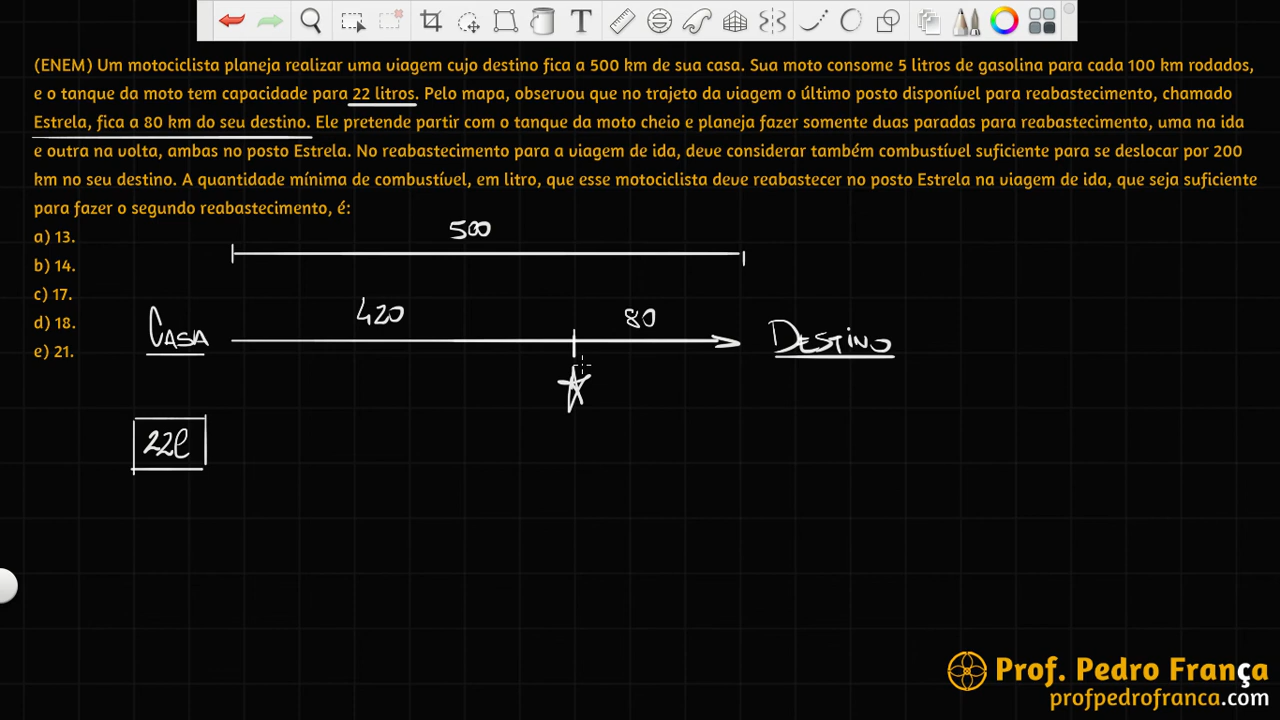 (ENEM) Um motociclista planeja realizar uma viagem cujo destino fica a 500 km de sua casa. Sua moto consome 5 litros de gasolina para cada 100 km rodados,
e o tanque da moto tem capacidade para 22 litros. Pelo mapa, observou que no trajeto da viagem o último posto disponível para reabastecimento, chamado
Estrela, fica a 80 km do seu destino. Ele pretende partir com o tanque da moto cheio e planeja fazer somente duas paradas para reabastecimento, uma na ida
e outra na volta, ambas no posto Estrela. No reabastecimento para a viagem de ida, deve considerar também combustível suficiente para se deslocar por 200
km no seu destino. A quantidade mínima de combustível, em litro, que esse motociclista deve reabastecer no posto Estrela na viagem de ida, que seja suficiente
para fazer o segundo reabastecimento, é:
a) 13.
b) 14.
c) 17.
d) 18.
e) 21.
500
420
80
CASA
DESTINO
22l
Prof. Pedro França
profpedrofranca.com